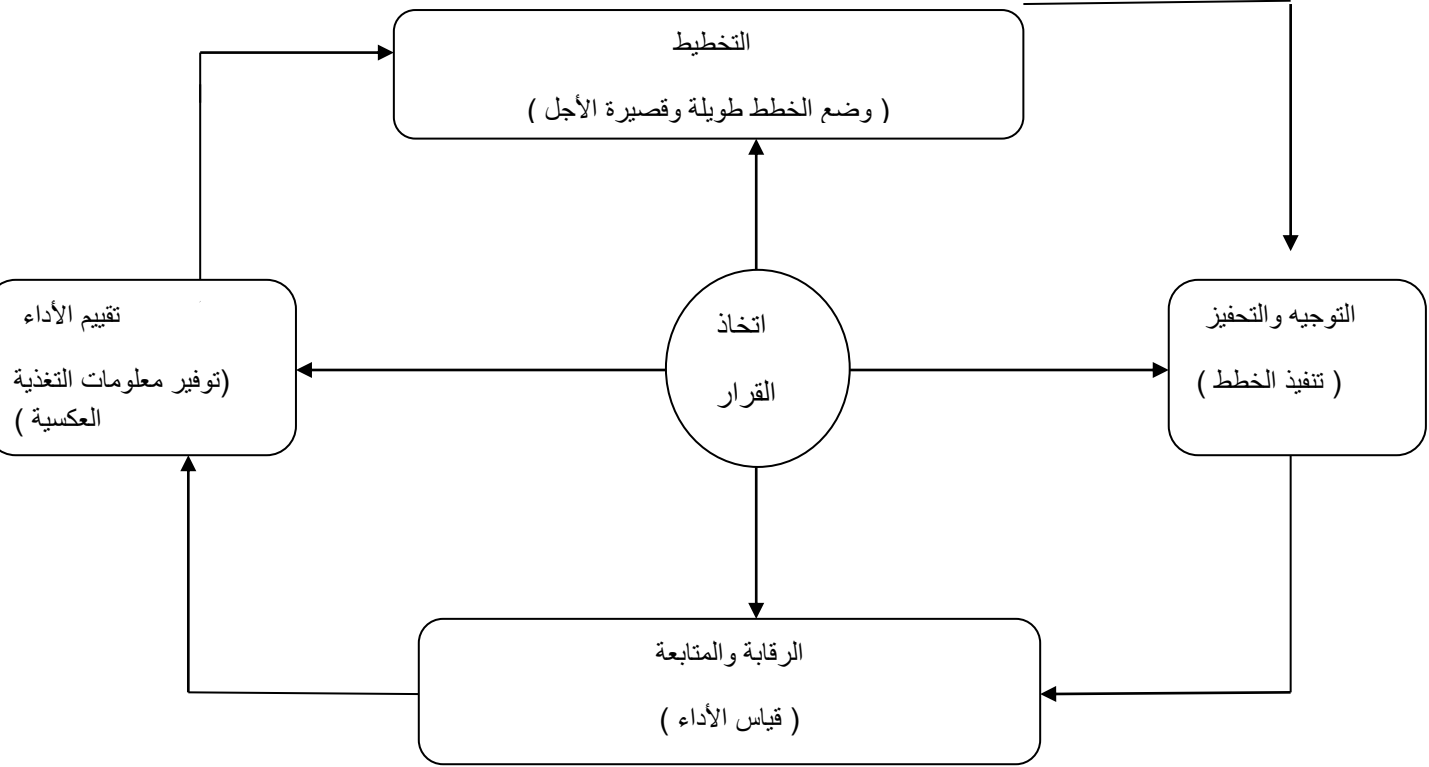 التخطيط
( وضع الخطط طويلة وقصيرة الأجل )
التوجيه والتحفيز
( تنفيذ الخطط )
اتخاذ
القرار
تقييم الأداء
(توفير معلومات التغذية
العكسية )
الرقابة والمتابعة
( قياس الأداء )